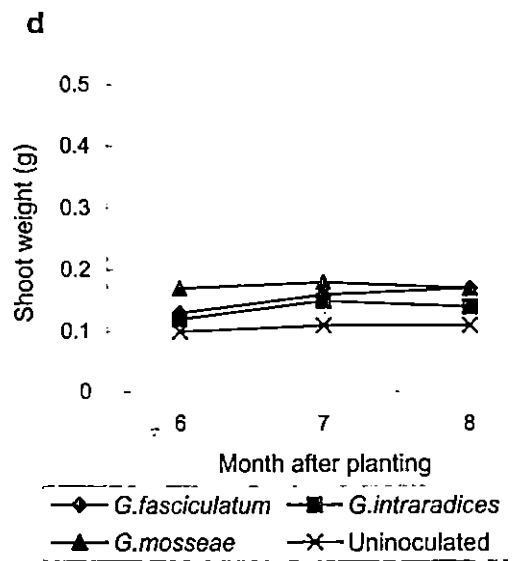 d
0.5
0.4
0.3
0.2
0.1
0
Shoot weight (g)
6 7 8
Month after planting
G.fasciculatum G.intraradices
G.mosseae Uninoculated